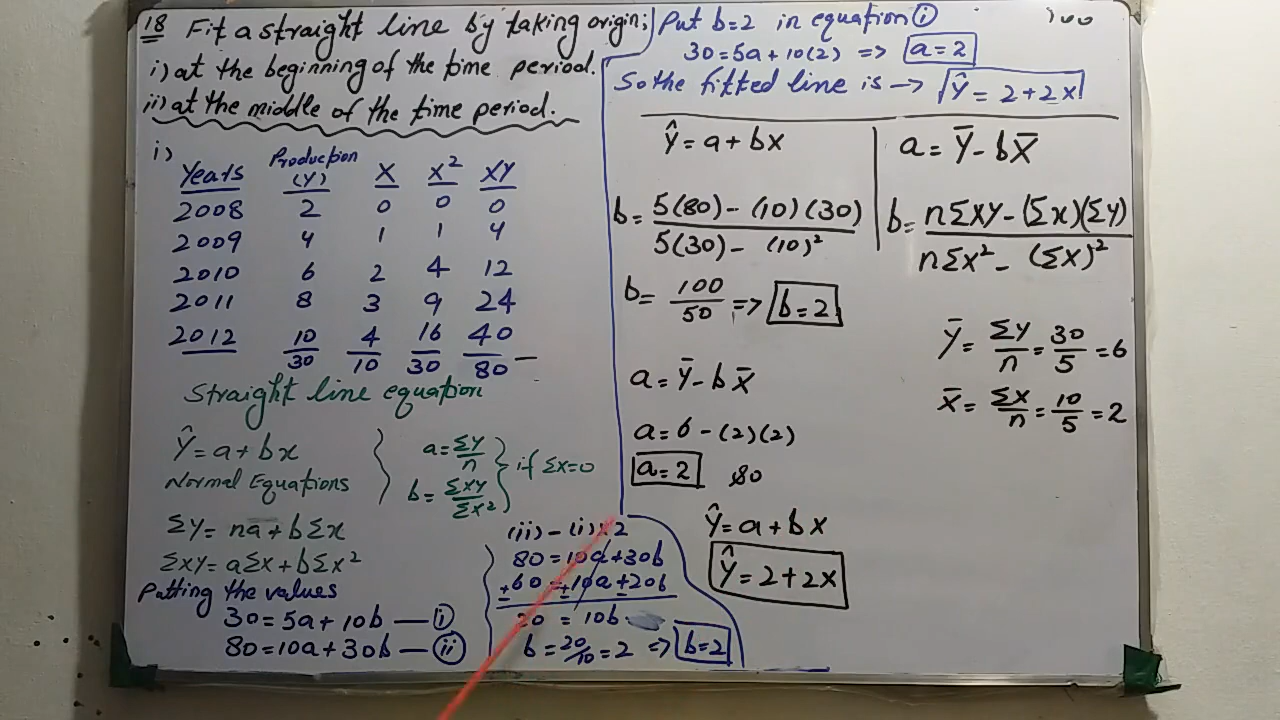 18 Fit a straight line by taking origin;
i) at the beginning of the time period.
ii) at the middle of the time period.
i)
Years Production (Y) X X² XY
2008 2 0 0 0
2009 4 1 1 4
2010 6 2 4 12
2011 8 3 9 24
2012 10 4 16 40
30 10 30 80
Straight line equation
Ŷ = a + bx
Normal Equations
ΣY = na + bΣx
ΣXY = aΣX + bΣX²
a = ΣY/n
b = ΣXY/ΣX²
if ΣX=0
Putting the values
30 = 5a + 10b — (i)
80 = 10a + 30b — (ii)
(ii) - (i)x2
80 = 10a + 30b
±60 = ±10a ± 20b
20 = 10b
b = 20/10 = 2 => b=2
Put b=2 in equation (i)
30 = 5a + 10(2) => a=2
So the fitted line is → Ŷ = 2+2x
Ŷ = a + bx
b = 5(80) - (10)(30) / 5(30) - (10)²
b = 100/50 => b=2
a = Ȳ - bX̄
a = 6 - (2)(2)
a=2 so
Ŷ = a + bx
Ŷ = 2+2x
a = Ȳ - bX̄
b = nΣXY - (Σx)(Σy) / nΣX² - (ΣX)²
Ȳ = ΣY/n = 30/5 = 6
X̄ = ΣX/n = 10/5 = 2